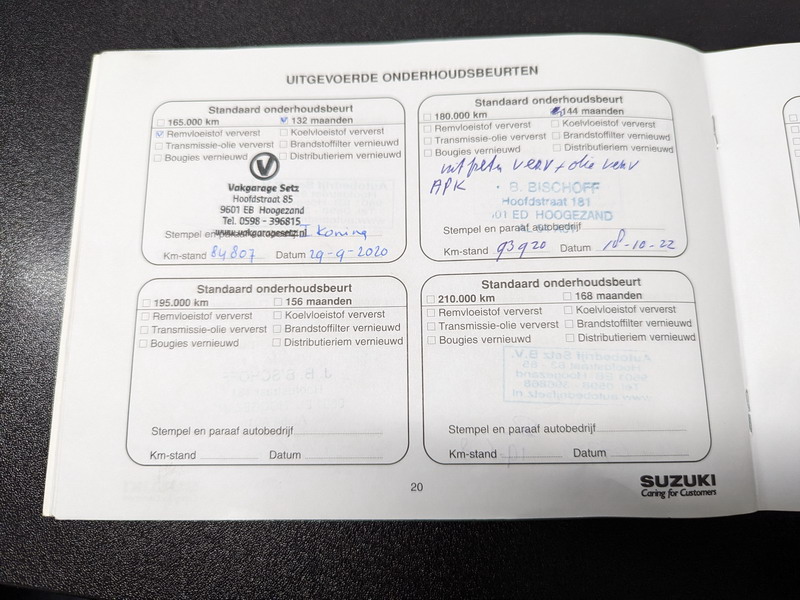 UITGEVOERDE ONDERHOUDSBEURTEN
Standaard onderhoudsbeurt
165.000 km 132 maanden
Remvloeistof ververst Koelvloeistof ververst
Transmissie-olie ververst Brandstoffilter vernieuwd
Bougies vernieuwd Distributieriem vernieuwd
Vakgarage Setz
Hoofdstraat 85
9601 EB Hoogezand
Tel. 0598 - 396815
www.vakgaragesetz.nl
Stempel en paraaf autobedrijf I Koning
Km-stand 84807 Datum 29-9-2020
Standaard onderhoudsbeurt
180.000 km 144 maanden
Remvloeistof ververst Koelvloeistof ververst
Transmissie-olie ververst Brandstoffilter vernieuwd
Bougies vernieuwd Distributieriem vernieuwd
verv + olie verv
APK
B. BISCHOFF
Hoofdstraat 181
01 ED HOOGEZAND
Stempel en paraaf autobedrijf
Km-stand 93920 Datum 18-10-22
Standaard onderhoudsbeurt
195.000 km 156 maanden
Remvloeistof ververst Koelvloeistof ververst
Transmissie-olie ververst Brandstoffilter vernieuwd
Bougies vernieuwd Distributieriem vernieuwd
Stempel en paraaf autobedrijf
Km-stand Datum
Standaard onderhoudsbeurt
210.000 km 168 maanden
Remvloeistof ververst Koelvloeistof ververst
Transmissie-olie ververst Brandstoffilter vernieuwd
Bougies vernieuwd Distributieriem vernieuwd
Stempel en paraaf autobedrijf
Km-stand Datum
20
SUZUKI
Caring for Customers